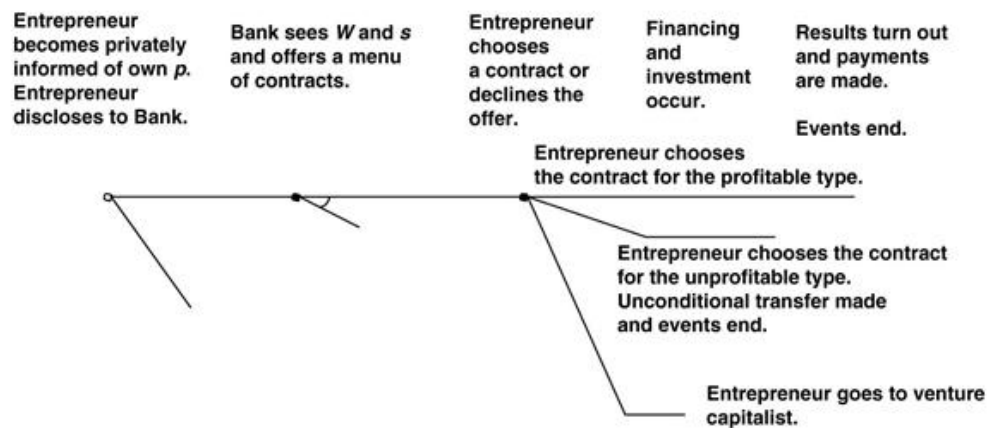 Entrepreneur
becomes privately
informed of own p.
Entrepreneur
discloses to Bank.
Bank sees W and s
and offers a menu
of contracts.
Entrepreneur
chooses
a contract or
declines the
offer.
Financing
and
investment
occur.
Results turn out
and payments
are made.
Events end.
Entrepreneur chooses
the contract for the profitable type.
Entrepreneur chooses the contract
for the unprofitable type.
Unconditional transfer made
and events end.
Entrepreneur goes to venture
capitalist.